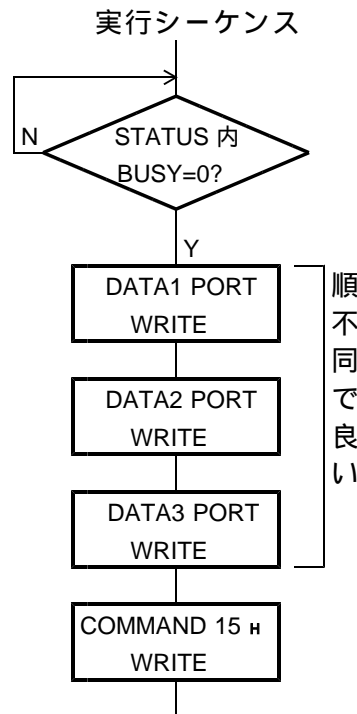 実行シーケンス
N
STATUS 内
BUSY=0?
Y
DATA1 PORT
WRITE
DATA2 PORT
WRITE
DATA3 PORT
WRITE
順不同で良い
COMMAND 15 H
WRITE